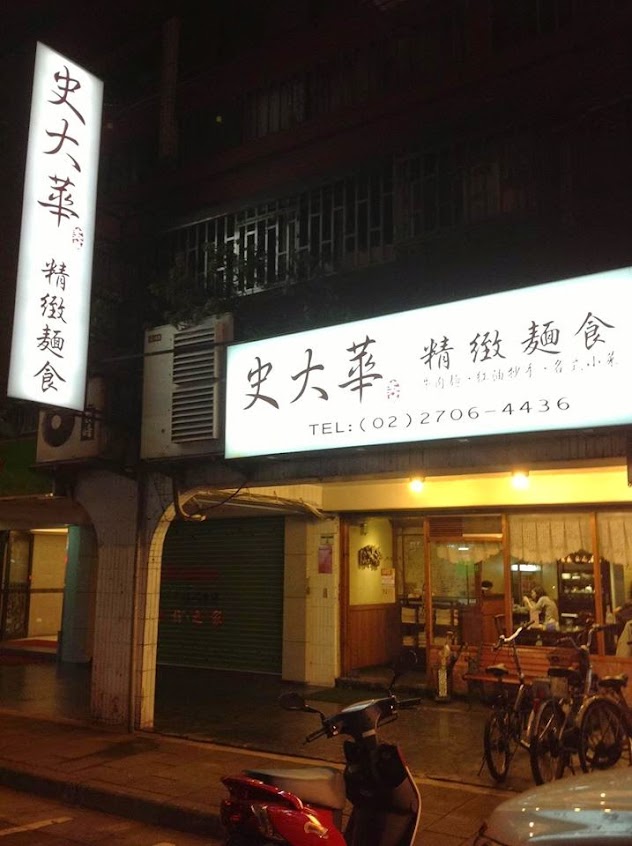 史大華
精緻麵食
史大華 精緻麵食
牛肉麵・紅油抄手・各式小菜
TEL:(02)2706-4436